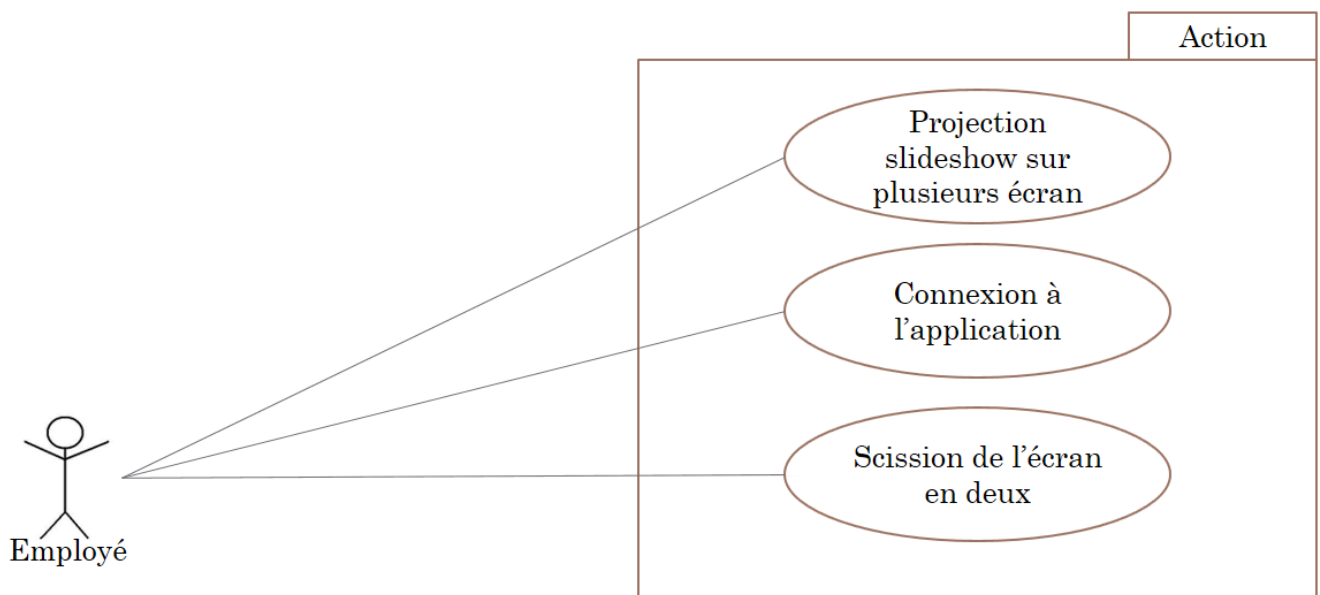 Action
Projection
slideshow sur
plusieurs écran
Connexion à
l’application
Scission de l’écran
en deux
Employé